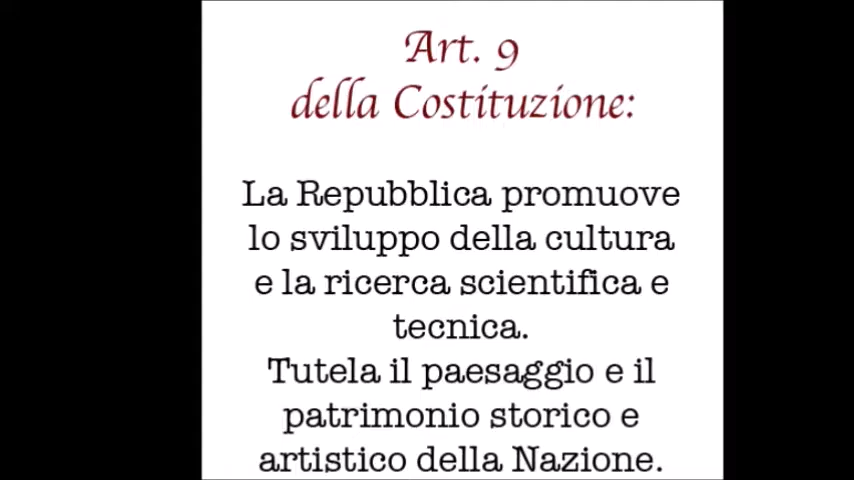 Art. 9
della Costituzione:
La Repubblica promuove
lo sviluppo della cultura
e la ricerca scientifica e
tecnica.
Tutela il paesaggio e il
patrimonio storico e
artistico della Nazione.